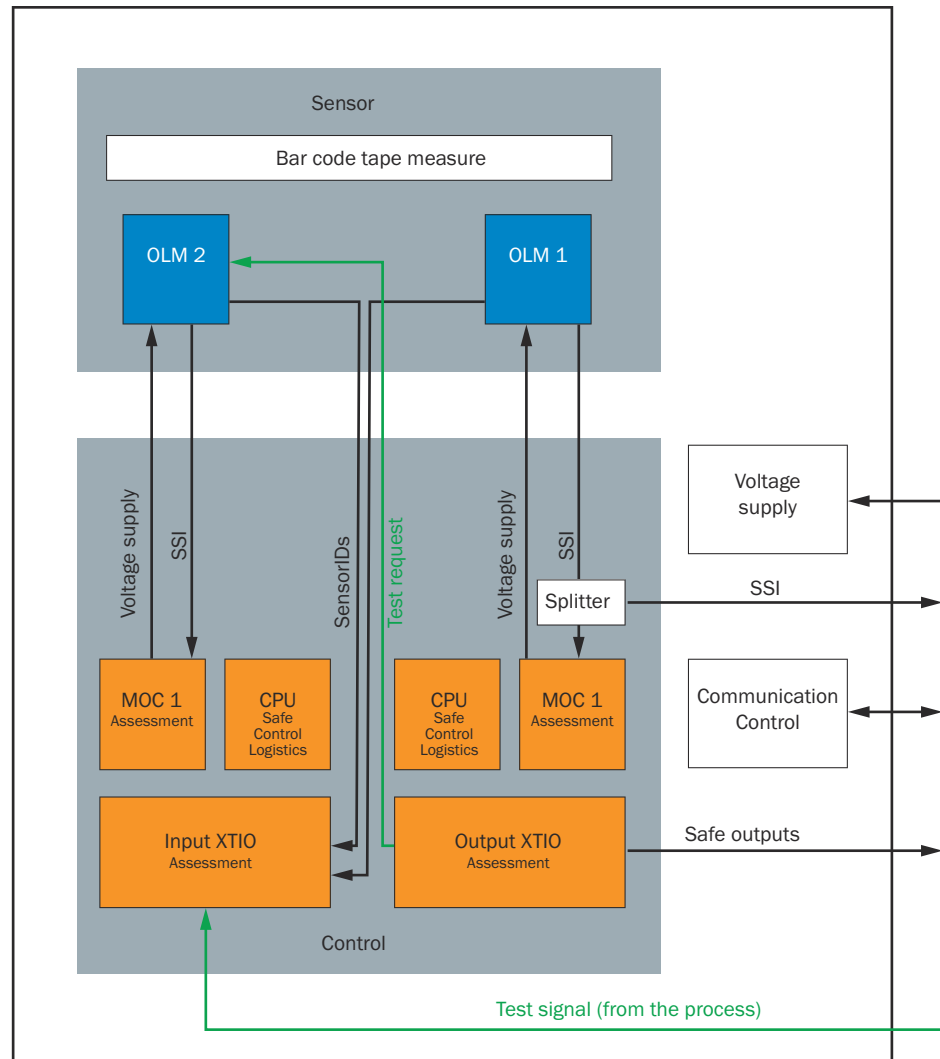 Sensor
Bar code tape measure
OLM 2
OLM 1
Voltage supply
SSI
SensorIDs
Test request
Voltage supply
SSI
Voltage
supply
Splitter
SSI
MOC 1
Assessment
CPU
Safe
Control
Logistics
CPU
Safe
Control
Logistics
MOC 1
Assessment
Communication
Control
Input XTIO
Assessment
Output XTIO
Assessment
Safe outputs
Control
Test signal (from the process)